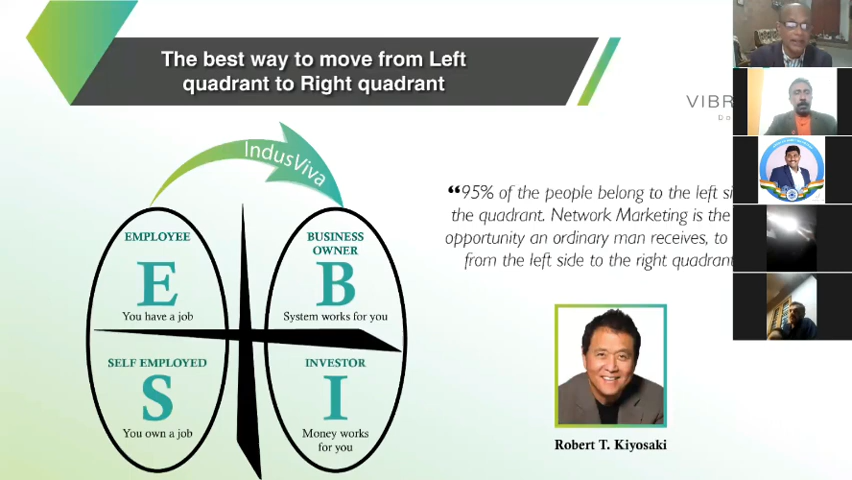 The best way to move from Left
quadrant to Right quadrant
VIBR
Do
IndusViva
EMPLOYEE
E
You have a job
BUSINESS
OWNER
B
System works for you
SELF EMPLOYED
S
You own a job
INVESTOR
I
Money works
for you
“95% of the people belong to the left si
the quadrant. Network Marketing is the
opportunity an ordinary man receives, to
from the left side to the right quadrant
Robert T. Kiyosaki